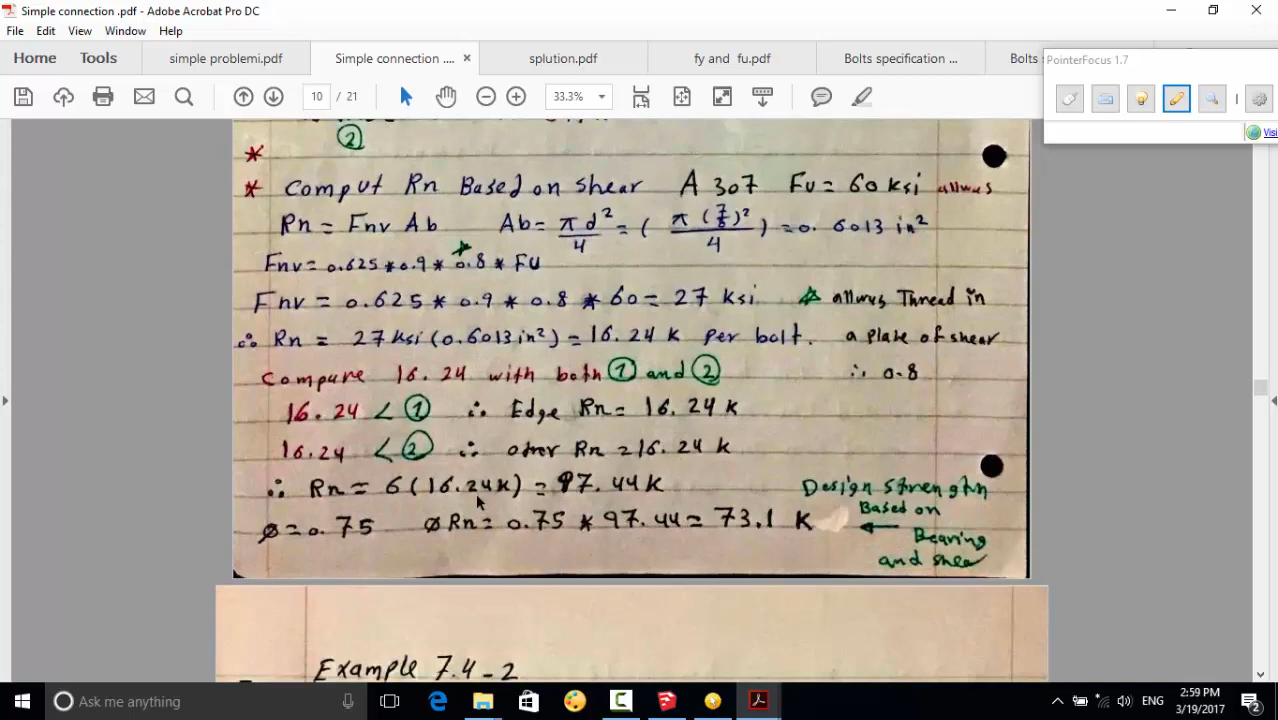 Simple connection .pdf - Adobe Acrobat Pro DC
File Edit View Window Help
Home Tools simple problemi.pdf Simple connection .... × splution.pdf fy and fu.pdf Bolts specification ... Bolts
PointerFocus 1.7
10 / 21 33.3%
Visi
②
*
* Comput Rn Based on shear A 307 Fu = 60 ksi allwas
Rn = Fnv Ab Ab = π d² / 4 = ( π (7/8)² / 4 ) = 0. 6013 in²
Fnv = 0.625 * 0.9 * 0.8 * FU
Fnv = 0.625 * 0.9 * 0.8 * 60 = 27 ksi. allwas Thread in
∴ Rn = 27 ksi (0.6013 in²) = 16.24 K per bolt. a plane of shear
Compare 16.24 with both ① and ② ∴ 0.8
16.24 < ① ∴ Edge Rn = 16.24 k
16.24 < ② ∴ other Rn = 16.24 k
∴ Rn = 6 (16.24 k) = 97.44 k Design strength
Ø = 0.75 Ø Rn = 0.75 * 97.44 = 73.1 K Based on
← Bearing
and shear
Example 7.4 - 2
Ask me anything ENG 2:59 PM
3/19/2017 2